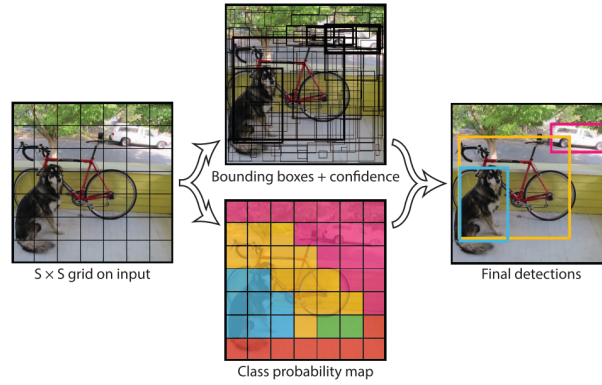 Bounding boxes + confidence
S × S grid on input
Final detections
Class probability map